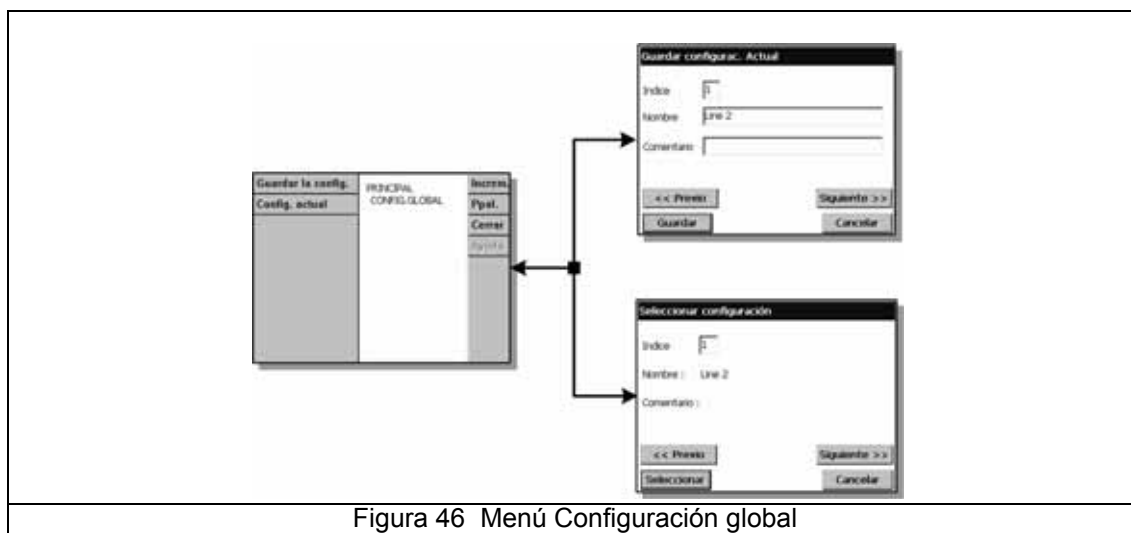 Guardar configurac. Actual
Indice 1
Nombre Line 2
Comentario
<< Previo Siguiente >>
Guardar Cancelar
Guardar la config.
Config. actual
PRINCIPAL
CONFIG.GLOBAL
Increm.
Ppal.
Cerrar
Seleccionar configuración
Indice 1
Nombre : Line 2
Comentario :
<< Previo Siguiente >>
Seleccionar Cancelar
Figura 46 Menú Configuración global